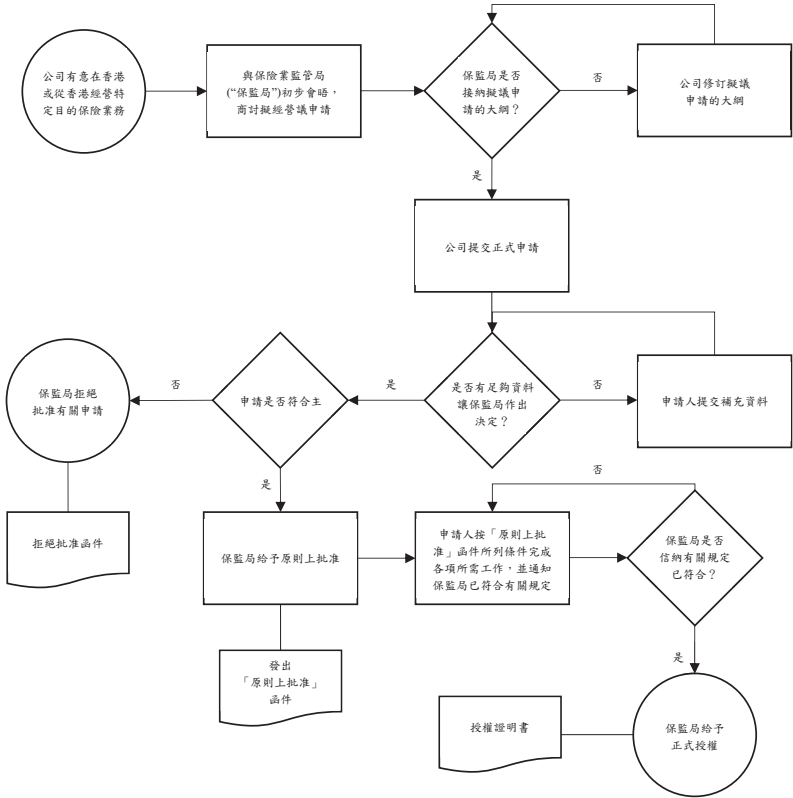 公司有意在香港
或從香港經營特
定目的保險業務
與保險業監管局
(“保監局”)初步會晤，
商討擬經營議申請
保監局是否
接納擬議申
請的大綱？
否
公司修訂擬議
申請的大綱
是
公司提交正式申請
保監局拒絕
批准有關申請
否
申請是否符合主
是
是否有足夠資料
讓保監局作出
決定？
否
申請人提交補充資料
是
否
拒絕批准函件
保監局給予原則上批准
申請人按「原則上批
准」函件所列條件完成
各項所需工作，並通知
保監局已符合有關規定
保監局是否
信納有關規定
已符合？
發出
「原則上批准」
函件
是
授權證明書
保監局給予
正式授權